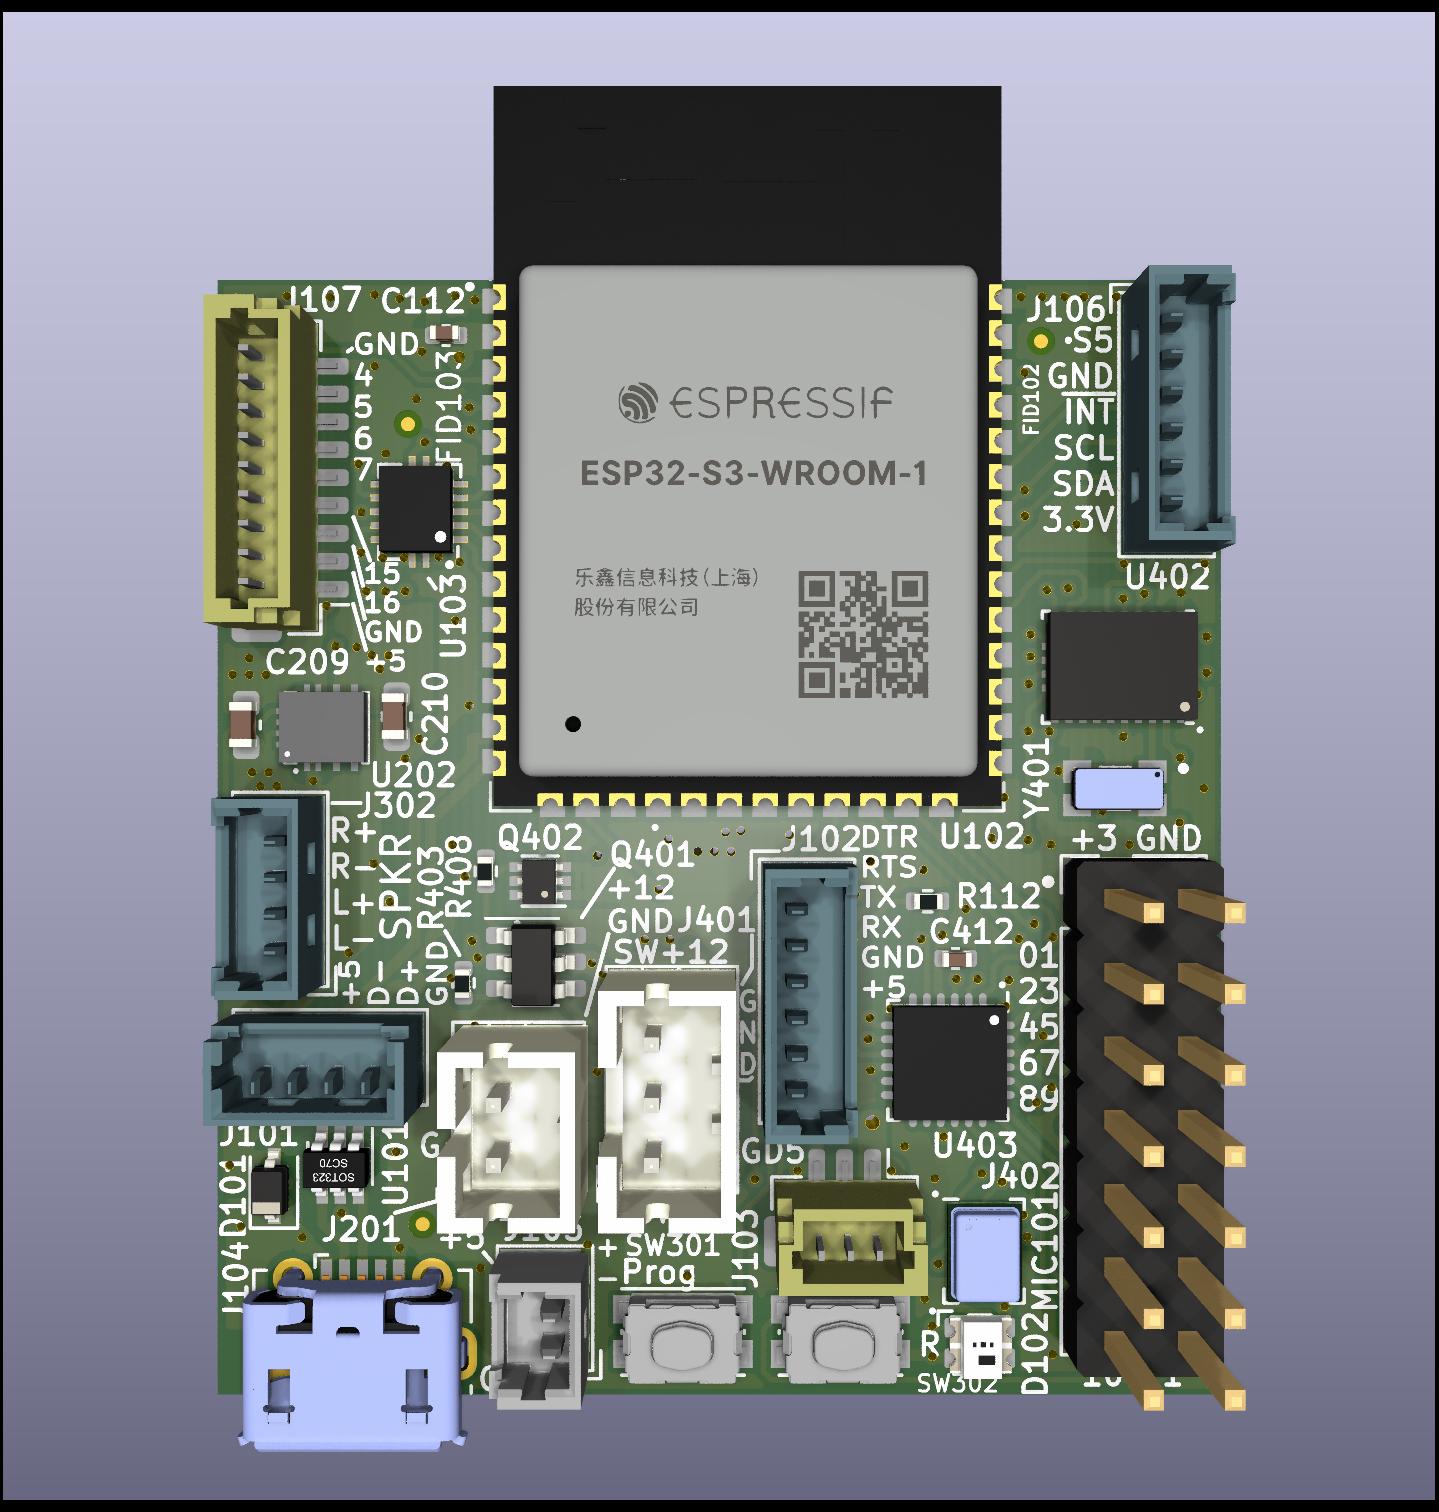 J107
C112
GND
4
5
6
7
15
16
GND
+5
FID103
U103
C209
C210
U202
ESPRESSIF
ESP32-S3-WROOM-1
乐鑫信息科技(上海)
股份有限公司
J106
S5
GND
INT
SCL
SDA
3.3V
FID102
U402
Y401
J302
R+
R-
L+
L-
SPKR
R403
R408
Q402
Q401
+12
GND
J401
SW+12
J102
DTR
RTS
TX
RX
GND
+5
U102
+3 GND
R112
C412
01
23
45
67
89
+5
D-
D+
GND
GND
J101
U101
SOT323
SC70
D101
J104
J201
G
+5
J105
+
-
SW301
Prog
GD5
J103
U403
J402
MIC101
R
D102
SW302